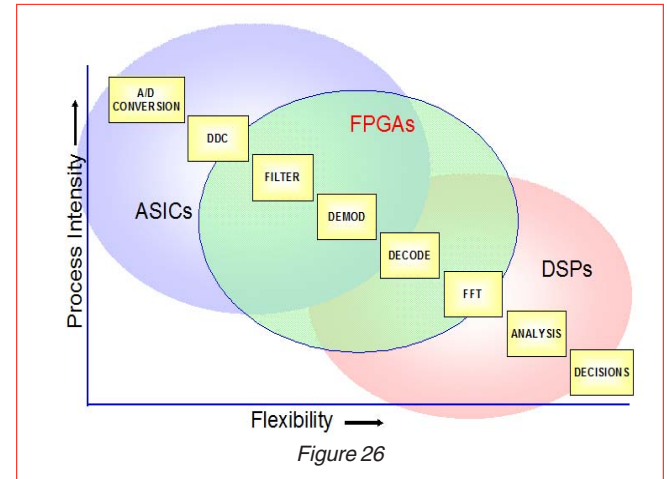 A/D
CONVERSION
DDC
FPGAs
FILTER
ASICs
DEMOD
DECODE
DSPs
FFT
ANALYSIS
DECISIONS
Process Intensity
Flexibility
Figure 26